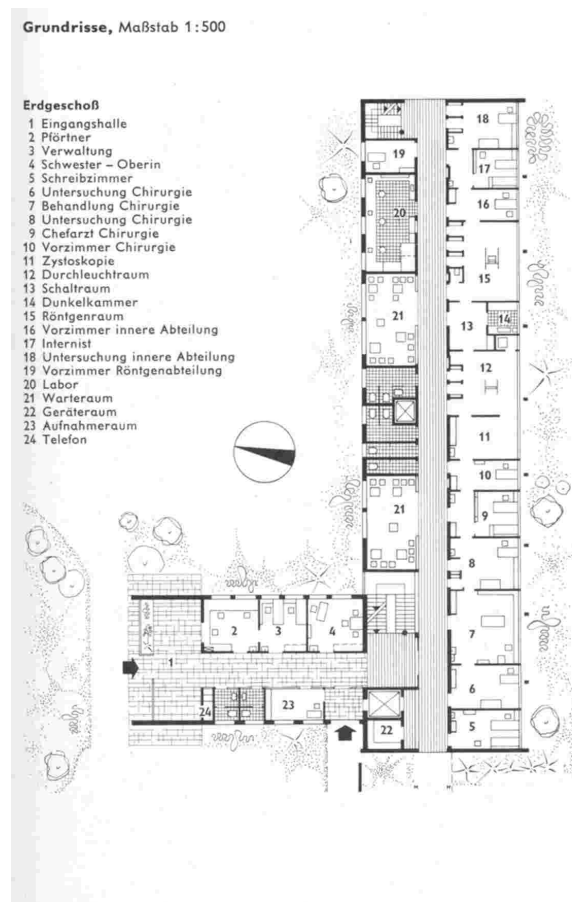 Grundrisse, Maßstab 1:500
Erdgeschoß
1 Eingangshalle
2 Pförtner
3 Verwaltung
4 Schwester – Oberin
5 Schreibzimmer
6 Untersuchung Chirurgie
7 Behandlung Chirurgie
8 Untersuchung Chirurgie
9 Chefarzt Chirurgie
10 Vorzimmer Chirurgie
11 Zystoskopie
12 Durchleuchtraum
13 Schaltraum
14 Dunkelkammer
15 Röntgenraum
16 Vorzimmer innere Abteilung
17 Internist
18 Untersuchung innere Abteilung
19 Vorzimmer Röntgenabteilung
20 Labor
21 Warteraum
22 Geräteraum
23 Aufnahmeraum
24 Telefon
18
19
17
20
16
15
21
14
13
12
11
10
21
9
8
2
3
4
7
1
6
23
24
22
5